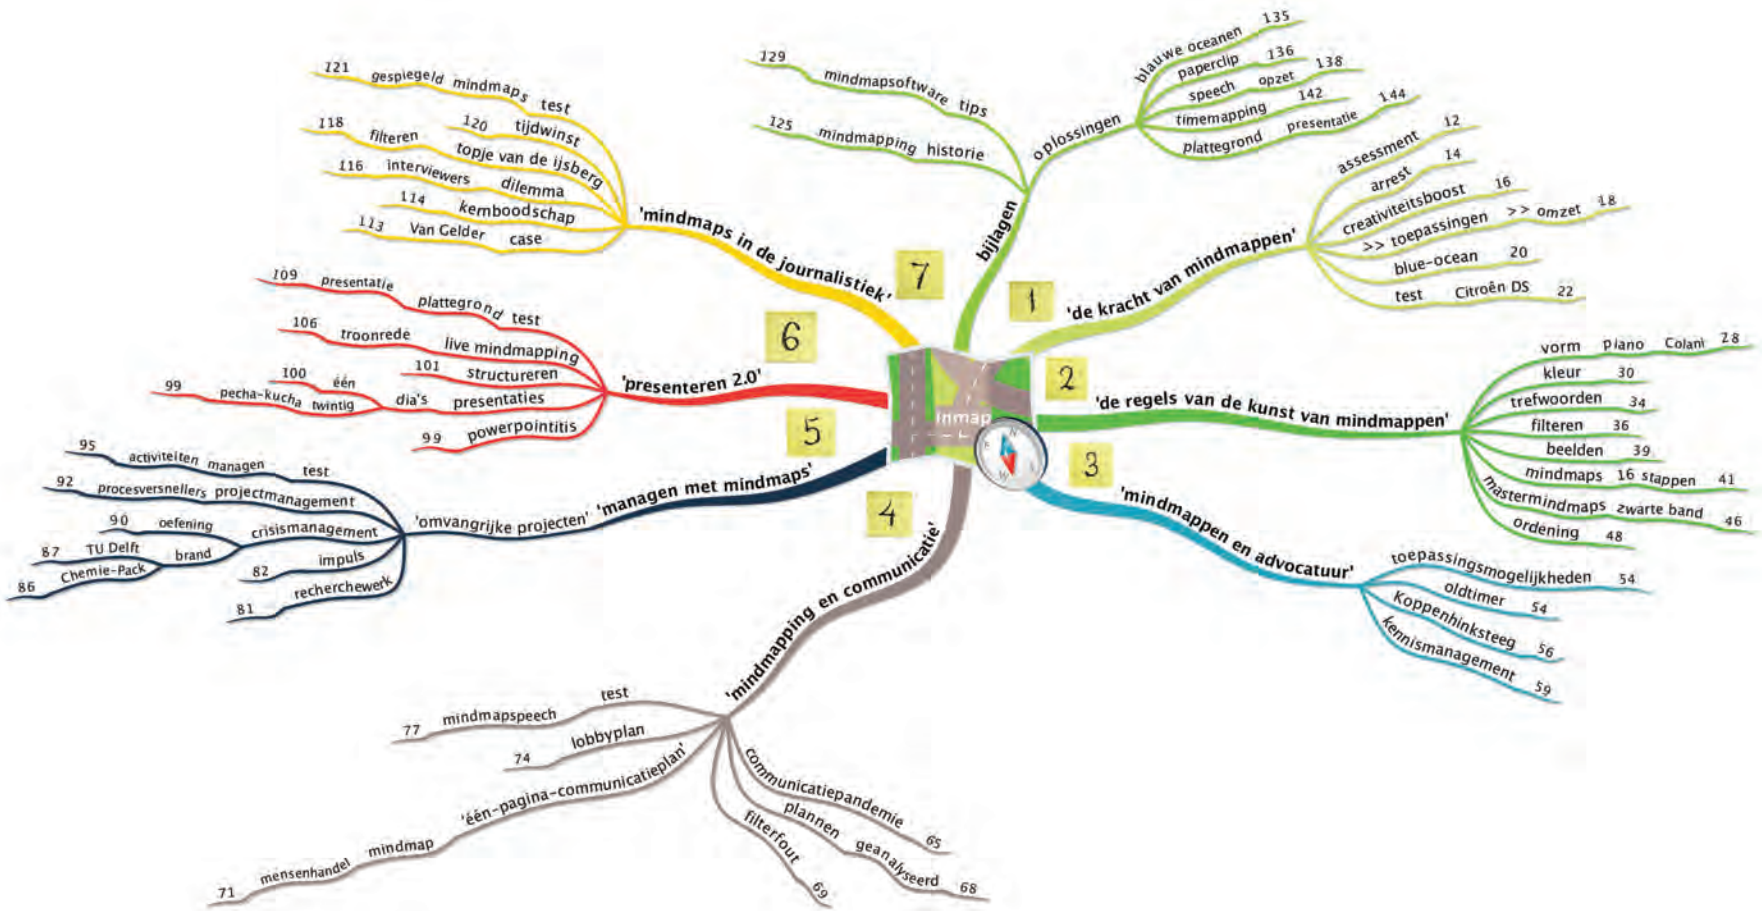 inmap
N
W
1
'de kracht van mindmappen'
assessment 12
arrest 14
creativiteitsboost 16
>> toepassingen >> omzet 18
blue-ocean 20
test Citroên DS 22
2
'de regels van de kunst van mindmappen'
vorm piano Colani 28
kleur 30
trefwoorden 34
filteren 36
beelden 39
mindmaps 16 stappen 41
mastermindmaps zwarte band 46
ordening 48
3
'mindmappen en advocatuur'
toepassingsmogelijkheden 54
oldtimer 54
Koppenhinksteeg 56
kennismanagement 59
4
'mindmapping en communicatie'
communicatiepandemie 65
plannen geanalyseerd 68
filterfout 69
'één-pagina-communicatieplan' mindmap mensenhandel 71
lobbyplan 74
test mindmapspeech 77
5
'managen met mindmaps'
'omvangrijke projecten'
recherchewerk 81
impuls 82
crisismanagement
brand
Chemie-Pack 86
TU Delft 87
oefening 90
procesversnellers projectmanagement 92
activiteiten managen test 95
6
'presenteren 2.0'
powerpointitis 99
dia's presentaties
pecha-kucha twintig 99
één 100
structureren 101
live mindmapping troonrede 106
presentatie plattegrond test 109
7
'mindmaps in de journalistiek'
Van Gelder case 113
kernboodschap 114
interviewers dilemma 116
filteren topje van de ijsberg 118
tijdwinst 120
gespiegeld mindmaps test 121
bijlagen
mindmapping historie 125
mindmapsoftware tips 129
oplossingen
blauwe oceanen 135
paperclip 136
speech opzet 138
timemapping 142
plattegrond presentatie 144